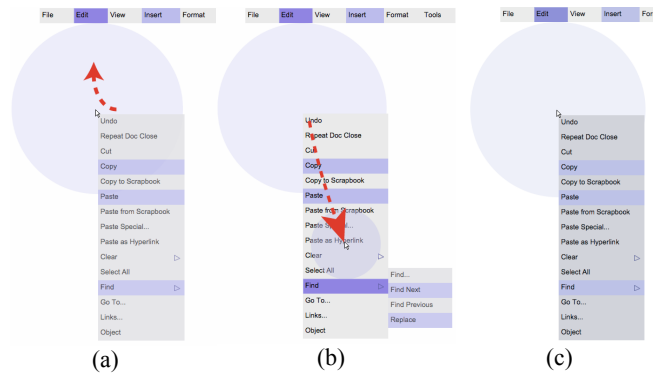 File Edit View Insert Format
Undo
Repeat Doc Close
Cut
Copy
Copy to Scrapbook
Paste
Paste from Scrapbook
Paste Special...
Paste as Hyperlink
Clear
Select All
Find
Go To...
Links...
Object
(a)
File Edit View Insert Format Tools
Undo
Repeat Doc Close
Cut
Copy
Copy to Scrapbook
Paste
Paste from Scrapbook
Paste Special...
Paste as Hyperlink
Clear
Select All
Find
Go To...
Links...
Object
Find...
Find Next
Find Previous
Replace
(b)
File Edit View Insert For
Undo
Repeat Doc Close
Cut
Copy
Copy to Scrapbook
Paste
Paste from Scrapbook
Paste Special...
Paste as Hyperlink
Clear
Select All
Find
Go To...
Links...
Object
(c)